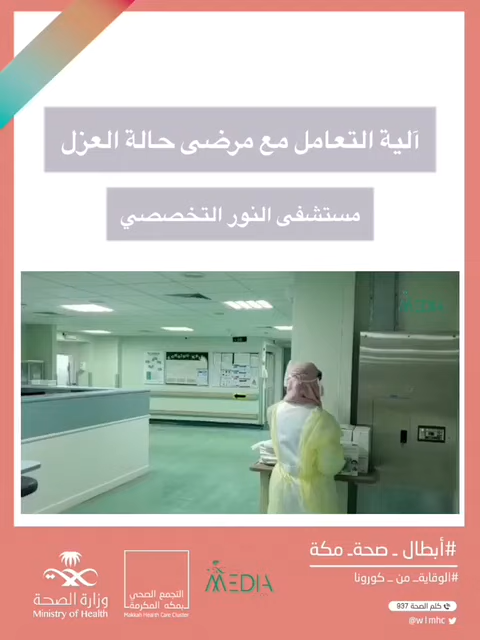 آلية التعامل مع مرضى حالة العزل
مستشفى النور التخصصي
#أبطال_صحة_مكة
#الوقاية_من_كورونا
كلم الصحة 937
@w1mhc
وزارة الصحة
Ministry of Health
التجمع الصحي
بمكة المكرمة
Makkah Health Care Cluster
MEDIA